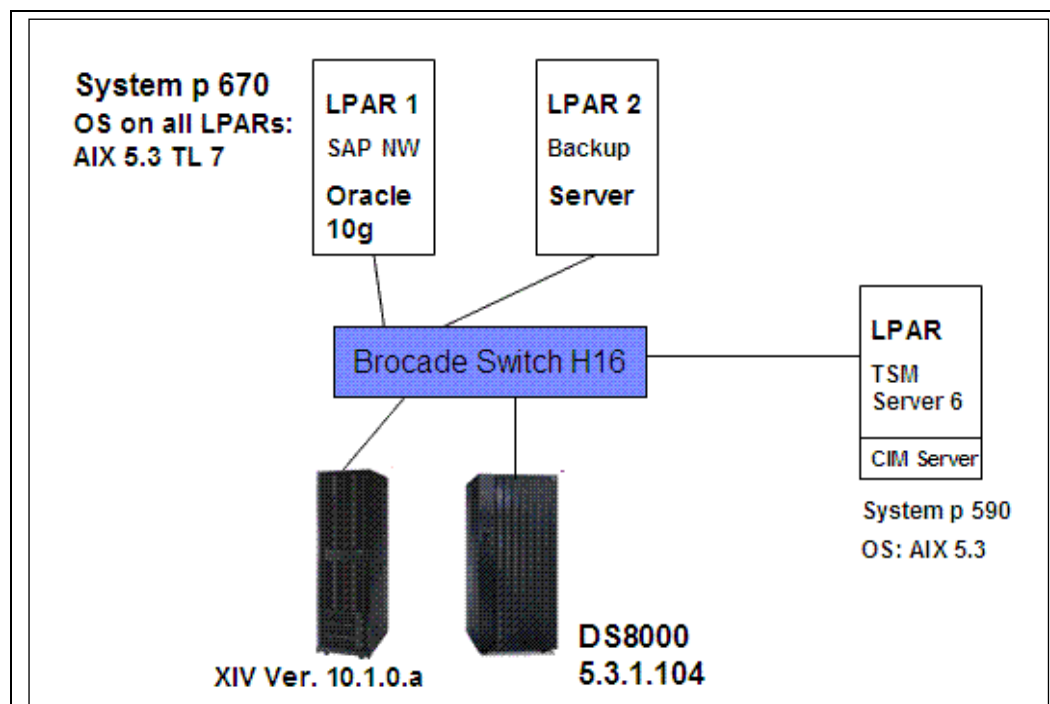 System p 670
OS on all LPARs:
AIX 5.3 TL 7
LPAR 1
SAP NW
Oracle
10g
LPAR 2
Backup
Server
Brocade Switch H16
LPAR
TSM
Server 6
CIM Server
System p 590
OS: AIX 5.3
XIV Ver. 10.1.0.a
DS8000
5.3.1.104